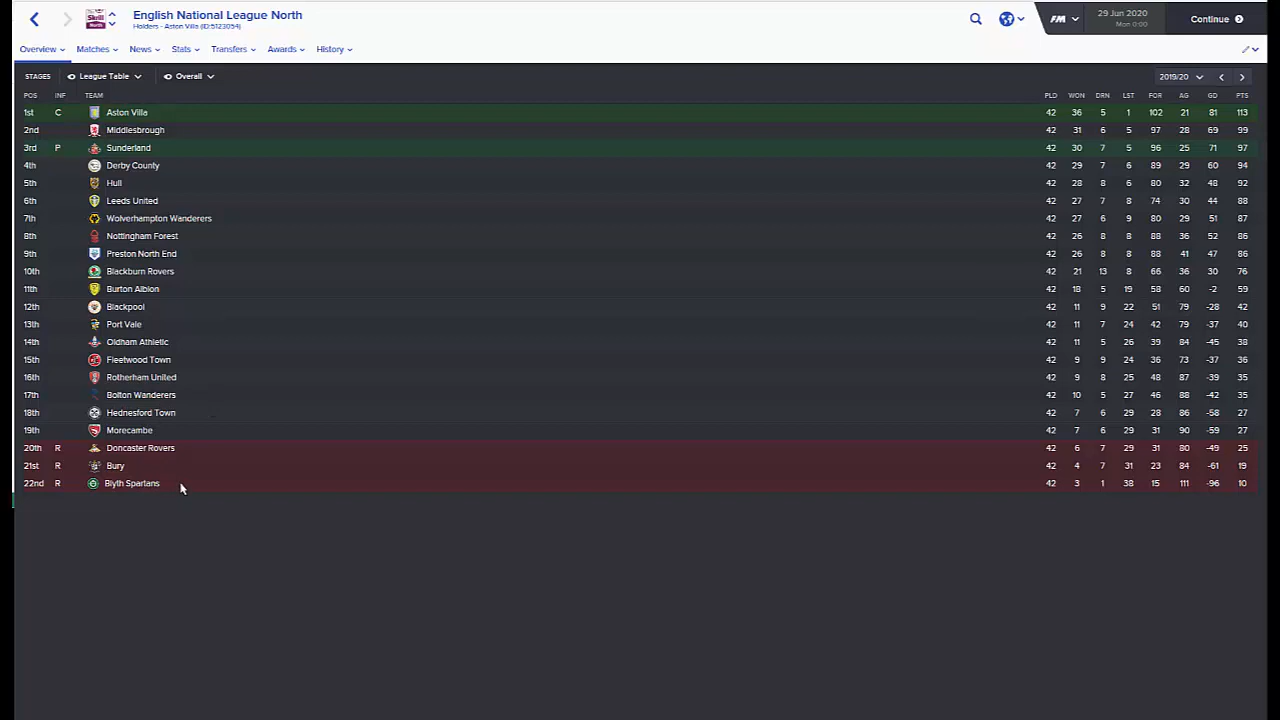 English National League North
Holders - Aston Villa (ID:5123054)
Skrill North
FM
29 Jun 2020
Mon 0:00
Continue
Overview Matches News Stats Transfers Awards History
STAGES League Table Overall 2019/20
POS INF TEAM PLD WON DRN LST FOR AG GD PTS
1st C Aston Villa 42 36 5 1 102 21 81 113
2nd Middlesbrough 42 31 6 5 97 28 69 99
3rd P Sunderland 42 30 7 5 96 25 71 97
4th Derby County 42 29 7 6 89 29 60 94
5th Hull 42 28 8 6 80 32 48 92
6th Leeds United 42 27 7 8 74 30 44 88
7th Wolverhampton Wanderers 42 27 6 9 80 29 51 87
8th Nottingham Forest 42 26 8 8 88 36 52 86
9th Preston North End 42 26 8 8 88 41 47 86
10th Blackburn Rovers 42 21 13 8 66 36 30 76
11th Burton Albion 42 18 5 19 58 60 -2 59
12th Blackpool 42 11 9 22 51 79 -28 42
13th Port Vale 42 11 7 24 42 79 -37 40
14th Oldham Athletic 42 11 5 26 39 84 -45 38
15th Fleetwood Town 42 9 9 24 36 73 -37 36
16th Rotherham United 42 9 8 25 48 87 -39 35
17th Bolton Wanderers 42 10 5 27 46 88 -42 35
18th Hednesford Town 42 7 6 29 28 86 -58 27
19th Morecambe 42 7 6 29 31 90 -59 27
20th R Doncaster Rovers 42 6 7 29 31 80 -49 25
21st R Bury 42 4 7 31 23 84 -61 19
22nd R Blyth Spartans 42 3 1 38 15 111 -96 10